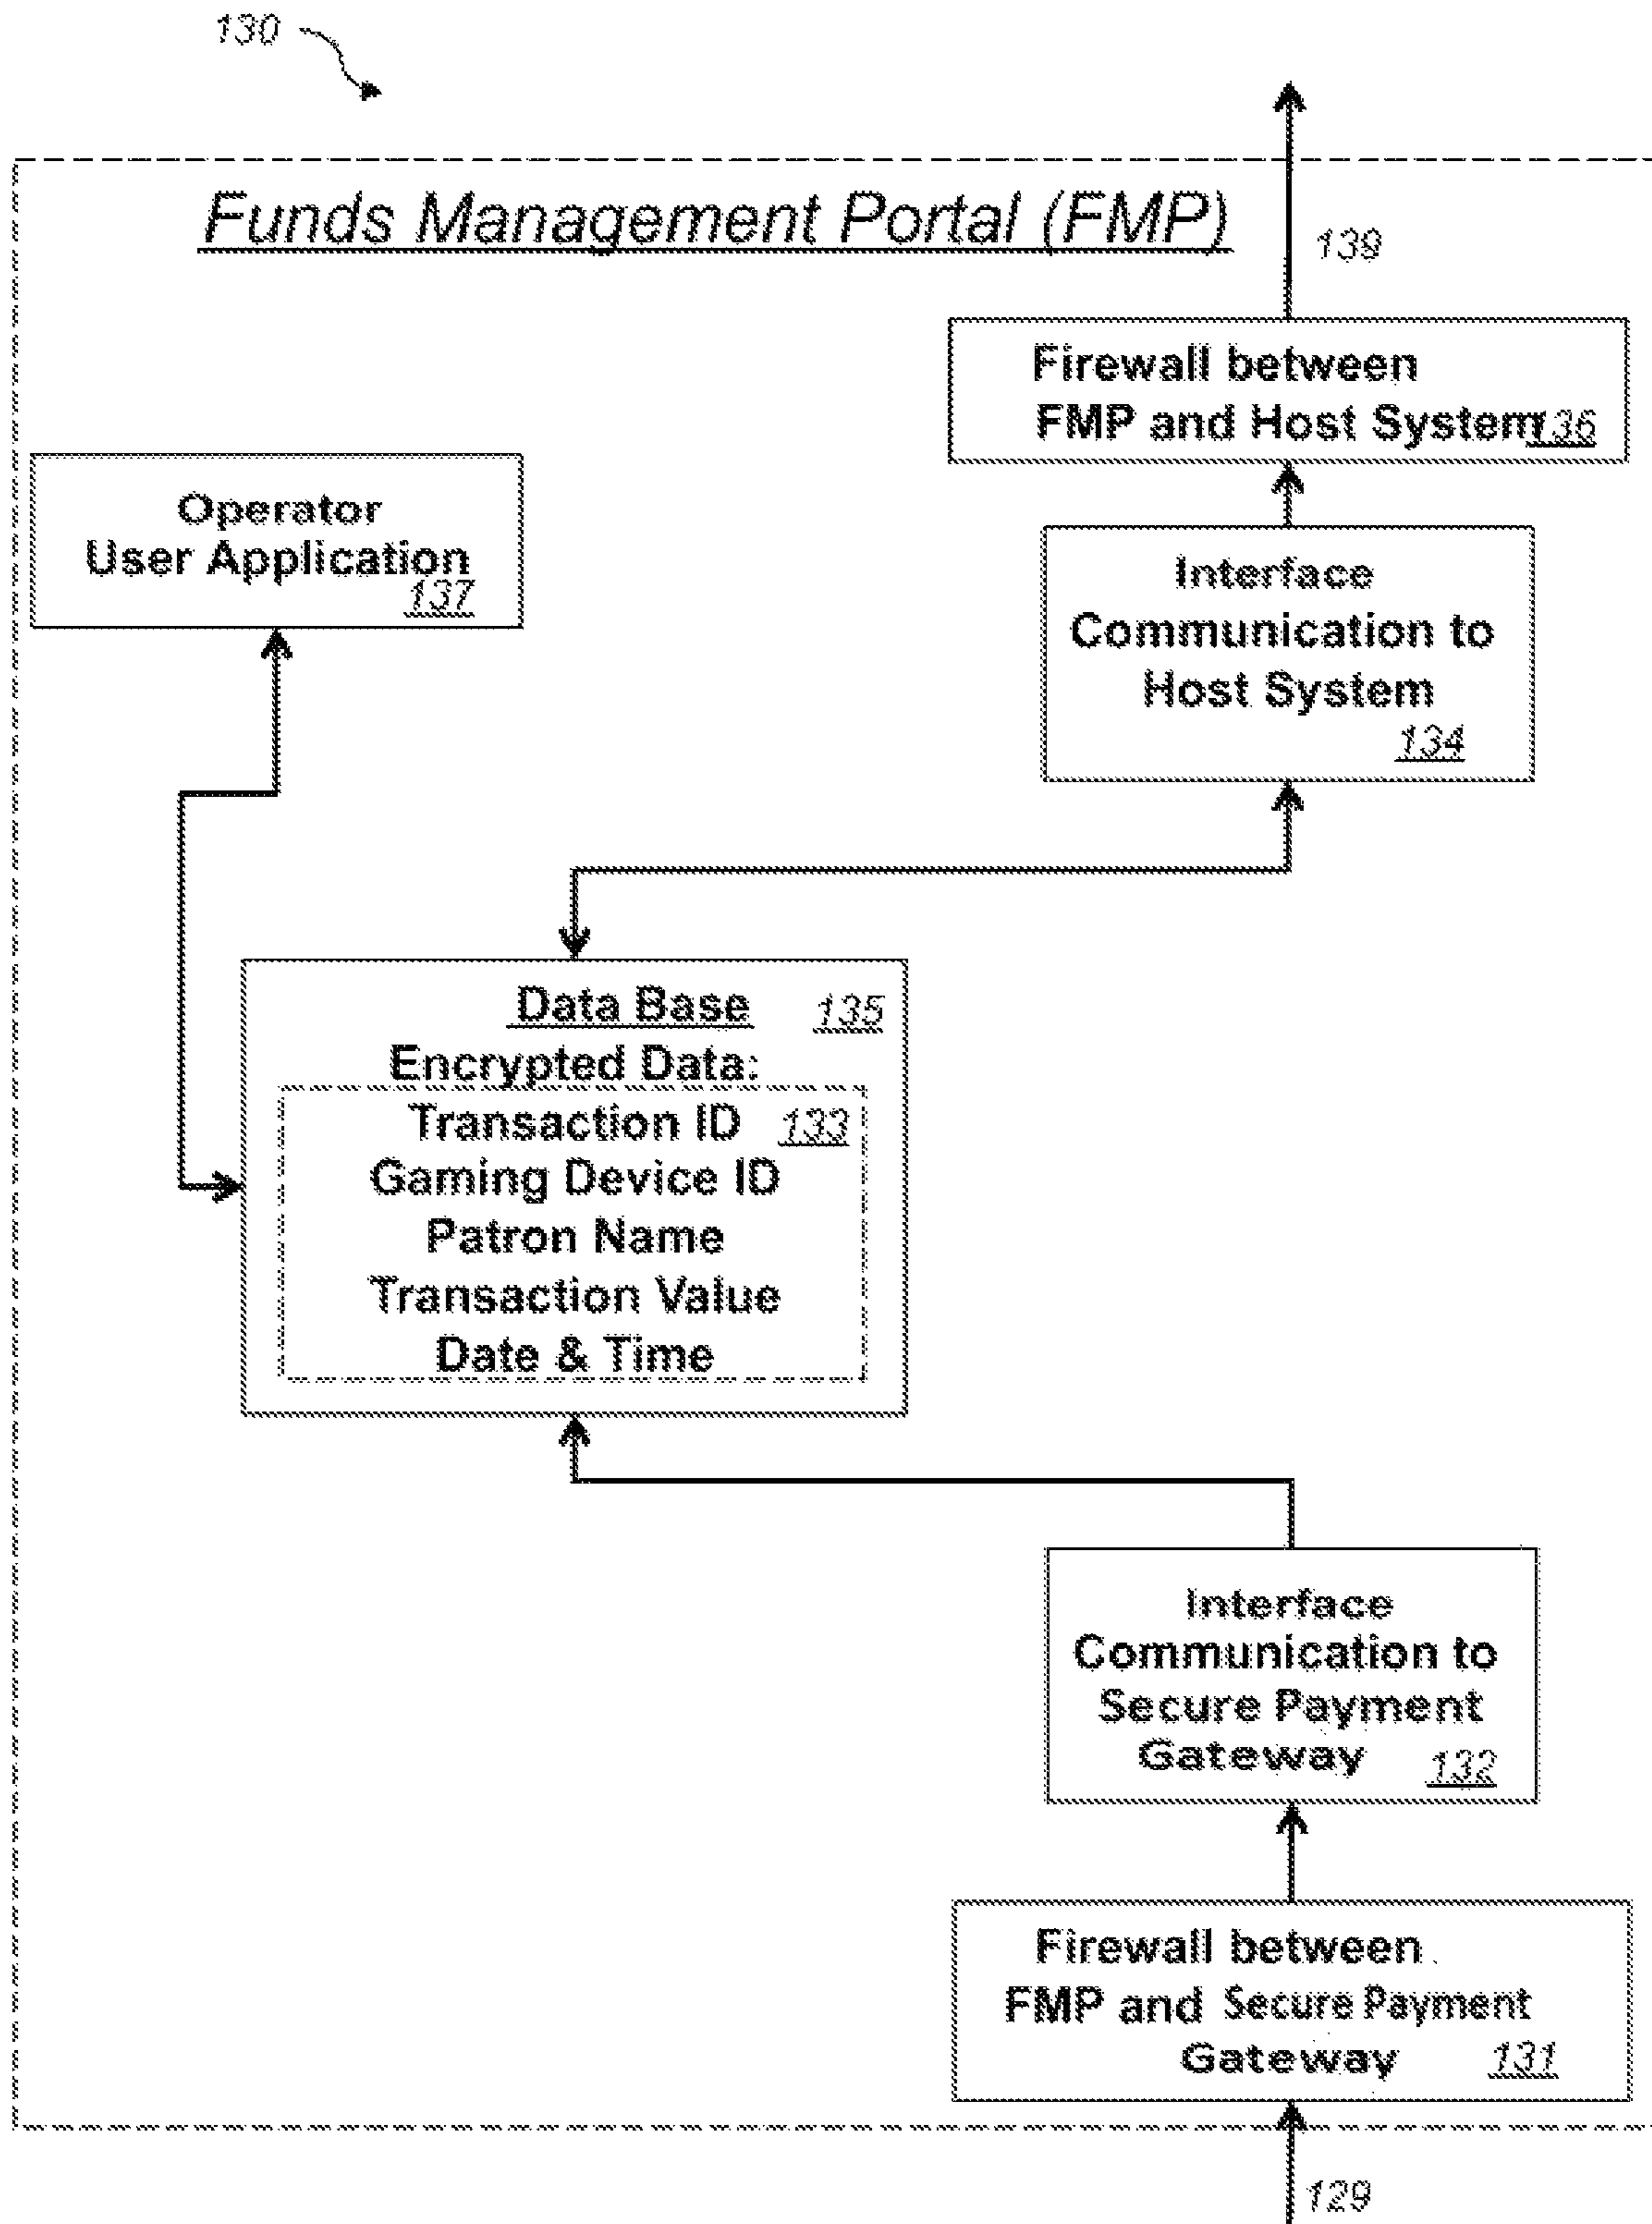 130
Funds Management Portal (FMP)
139
Firewall between
FMP and Host System 136
Operator
User Application
137
Interface
Communication to
Host System
134
Data Base 135
Encrypted Data:
Transaction ID 133
Gaming Device ID
Patron Name
Transaction Value
Date & Time
Interface
Communication to
Secure Payment
Gateway 132
Firewall between
FMP and Secure Payment
Gateway 131
129